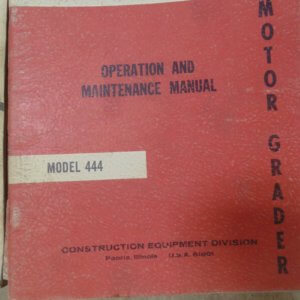 OPERATION AND
MAINTENANCE MANUAL
MODEL 444
MOTOR GRADER
CONSTRUCTION EQUIPMENT DIVISION
Peoria, Illinois U.S.A.